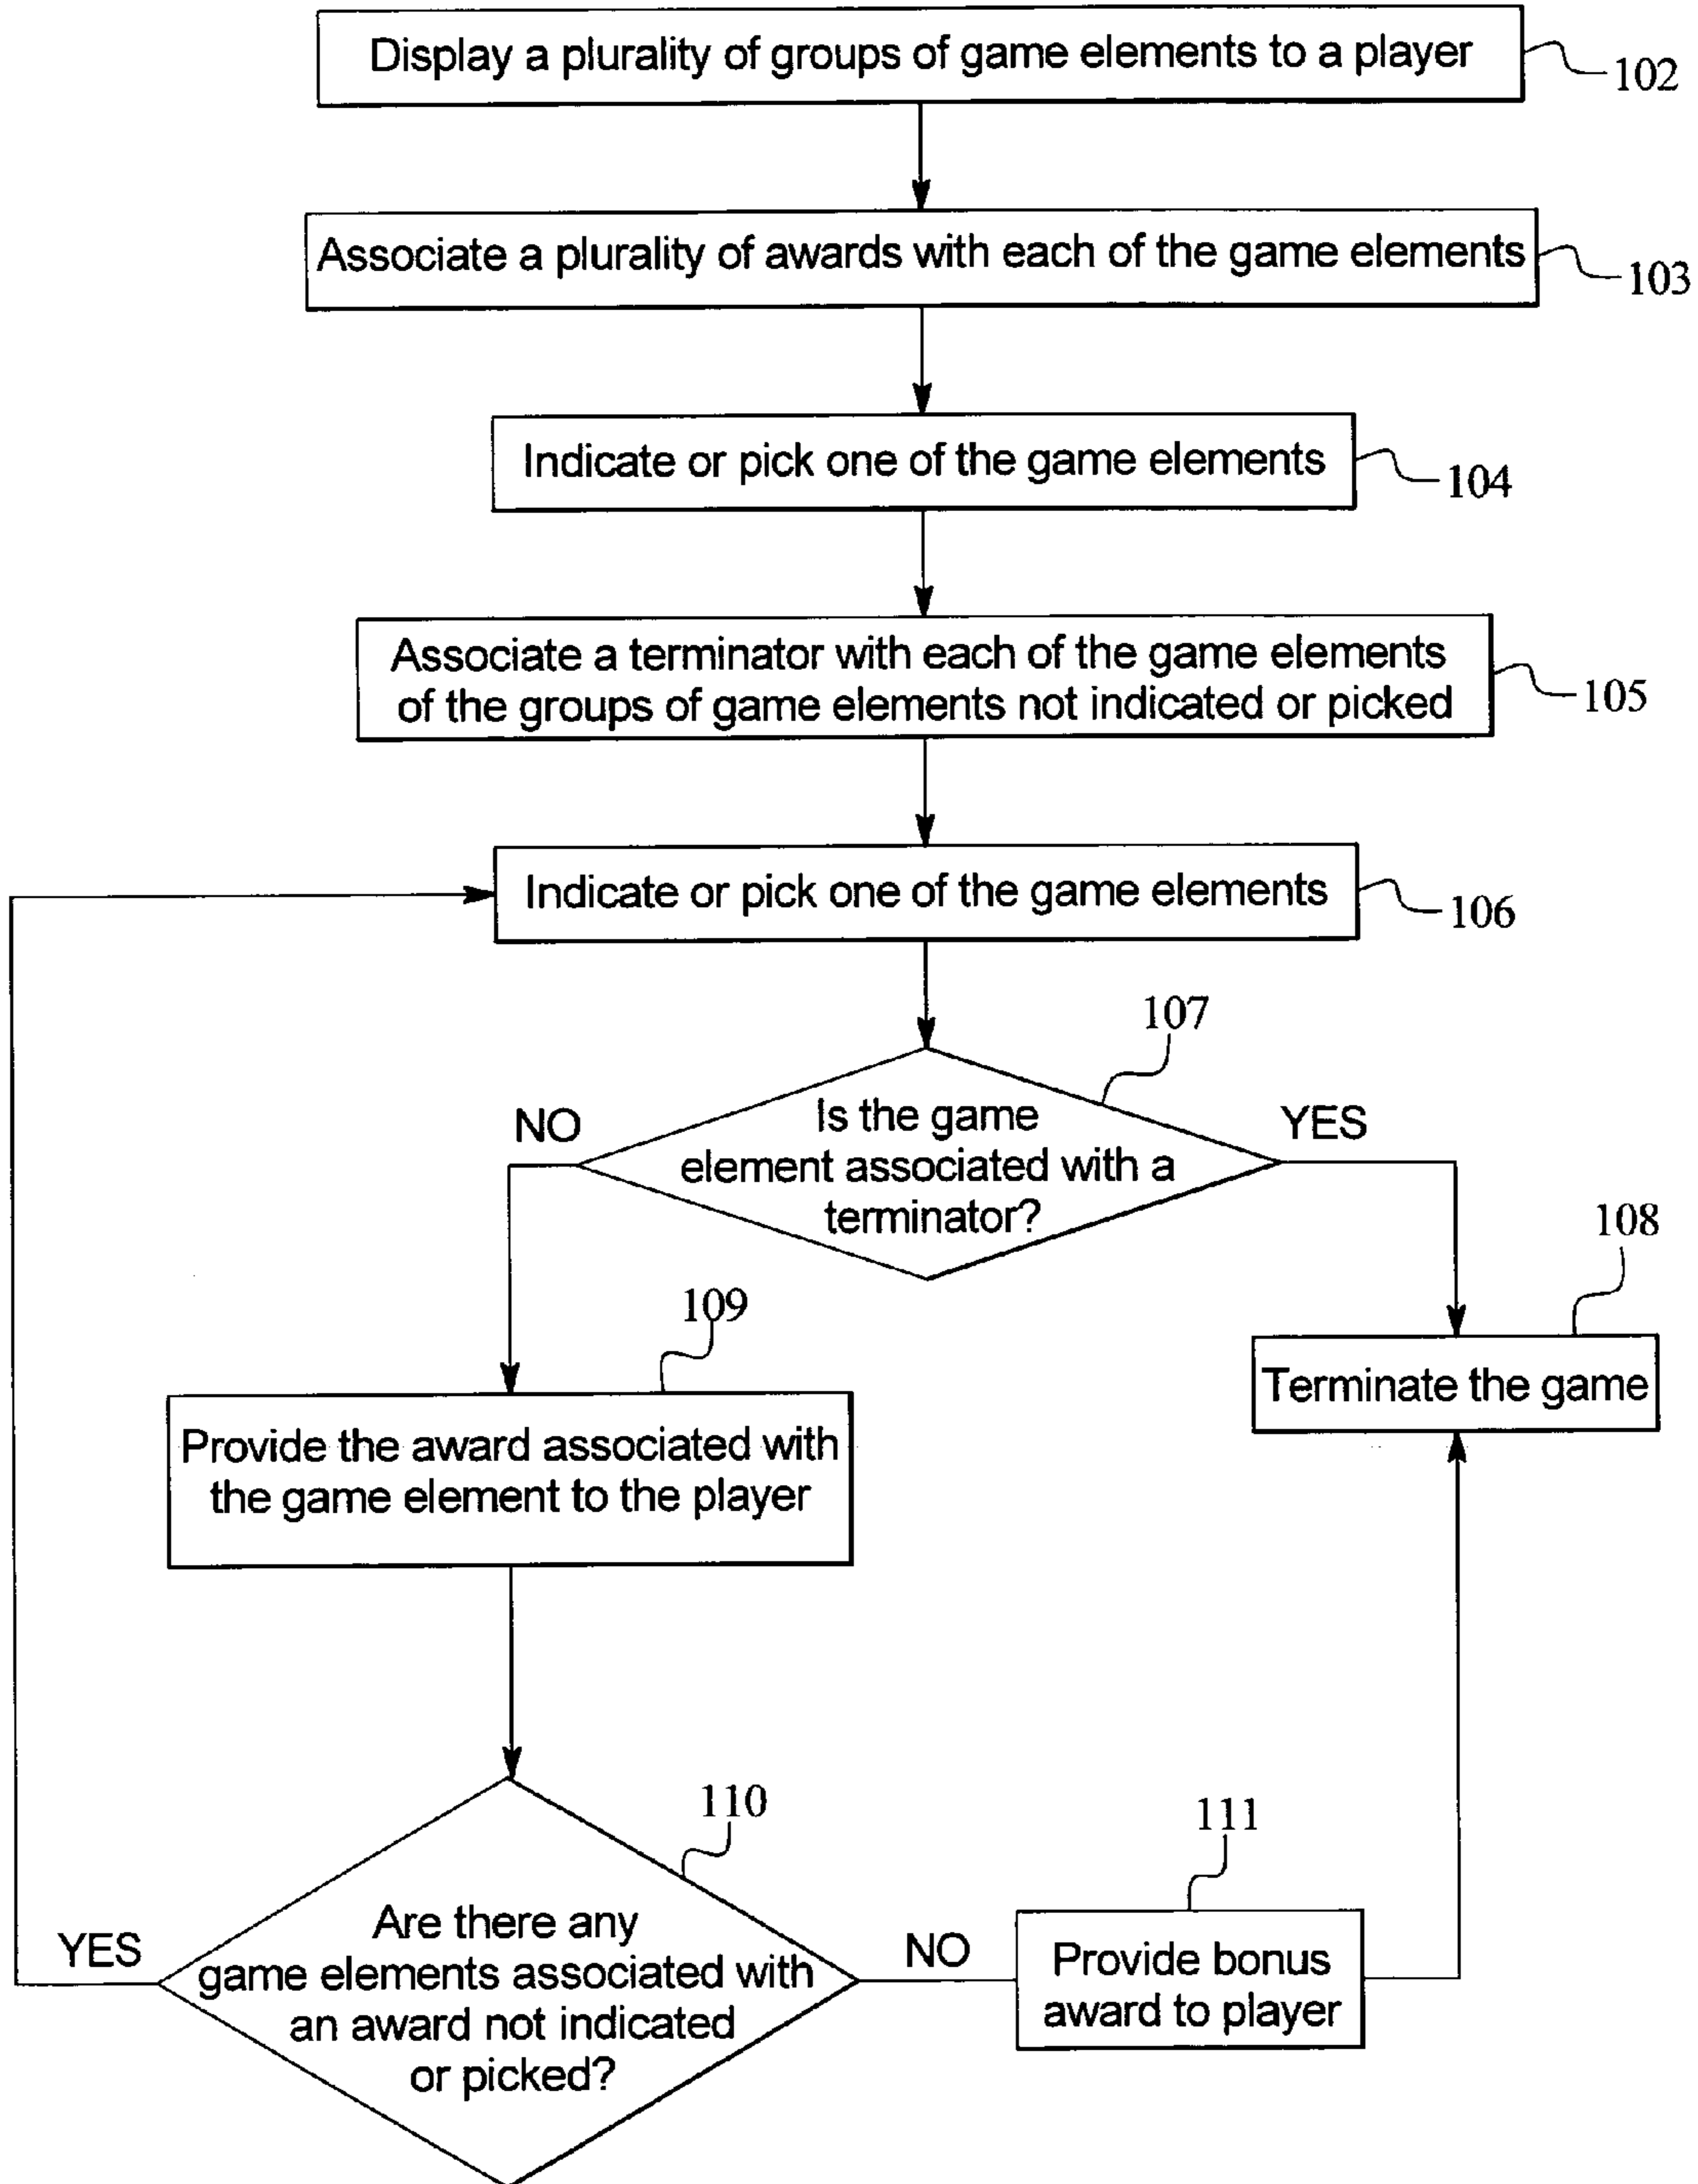 Display a plurality of groups of game elements to a player
102
Associate a plurality of awards with each of the game elements
103
Indicate or pick one of the game elements
104
Associate a terminator with each of the game elements
of the groups of game elements not indicated or picked
105
Indicate or pick one of the game elements
106
107
NO
Is the game
element associated with a
terminator?
YES
108
Terminate the game
109
Provide the award associated with
the game element to the player
110
YES
Are there any
game elements associated with
an award not indicated
or picked?
NO
111
Provide bonus
award to player